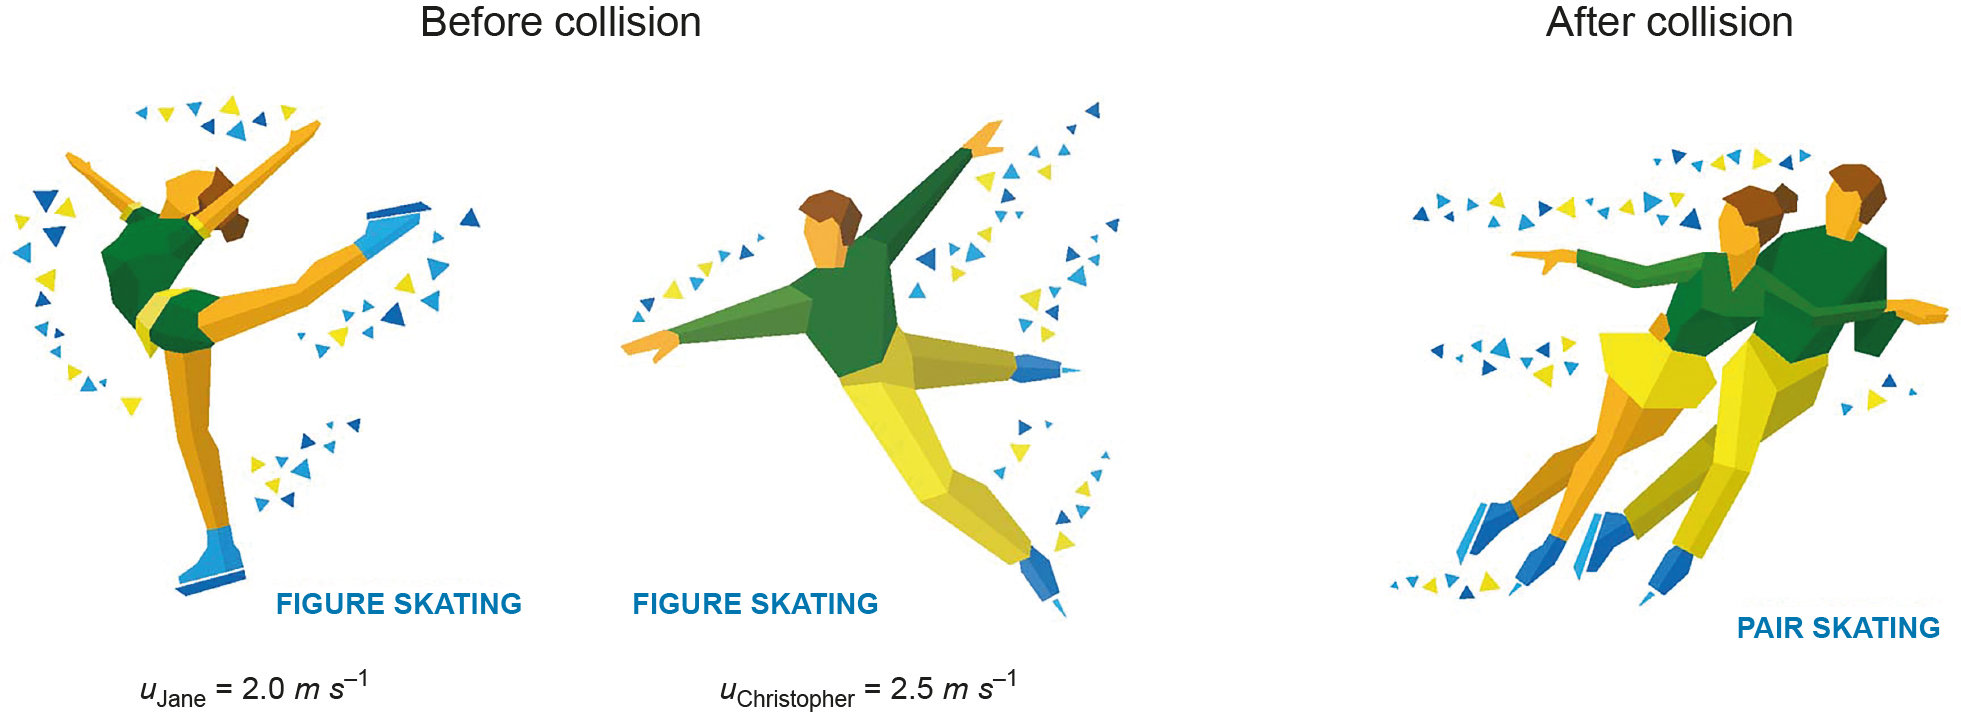 Before collision
After collision
FIGURE SKATING
FIGURE SKATING
PAIR SKATING
uJane = 2.0 m s–1
uChristopher = 2.5 m s–1